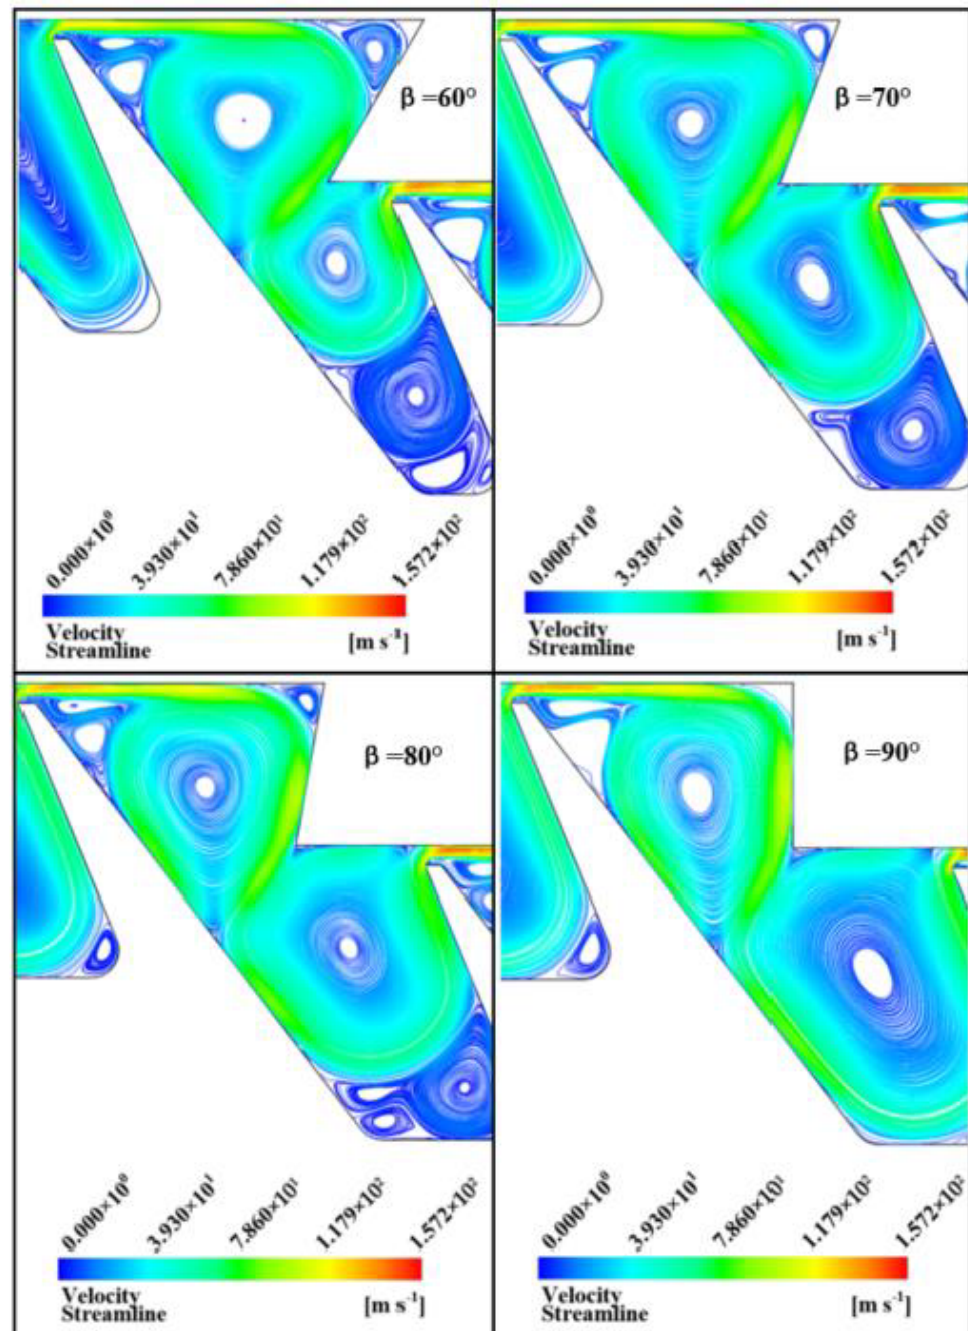 β =60°
0.000×10⁰
3.930×10¹
7.860×10¹
1.179×10²
1.572×10²
Velocity
Streamline
[m s⁻¹]
β =70°
0.000×10⁰
3.930×10¹
7.860×10¹
1.179×10²
1.572×10²
Velocity
Streamline
[m s⁻¹]
β =80°
0.000×10⁰
3.930×10¹
7.860×10¹
1.179×10²
1.572×10²
Velocity
Streamline
[m s⁻¹]
β =90°
0.000×10⁰
3.930×10¹
7.860×10¹
1.179×10²
1.572×10²
Velocity
Streamline
[m s⁻¹]